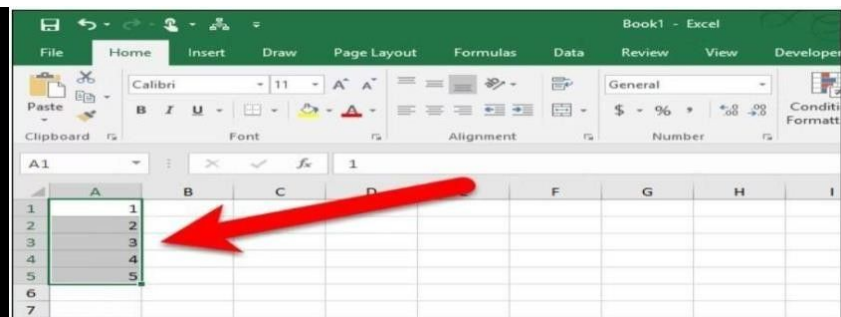 Book1 - Excel
File Home Insert Draw Page Layout Formulas Data Review View Developer
Paste
Calibri 11 A A General
B I U A $ % , .0 .00 Conditi
Formatt
Clipboard Font Alignment Number
A1 fx 1
A B C D F G H I
1 1
2 2
3 3
4 4
5 5
6
7